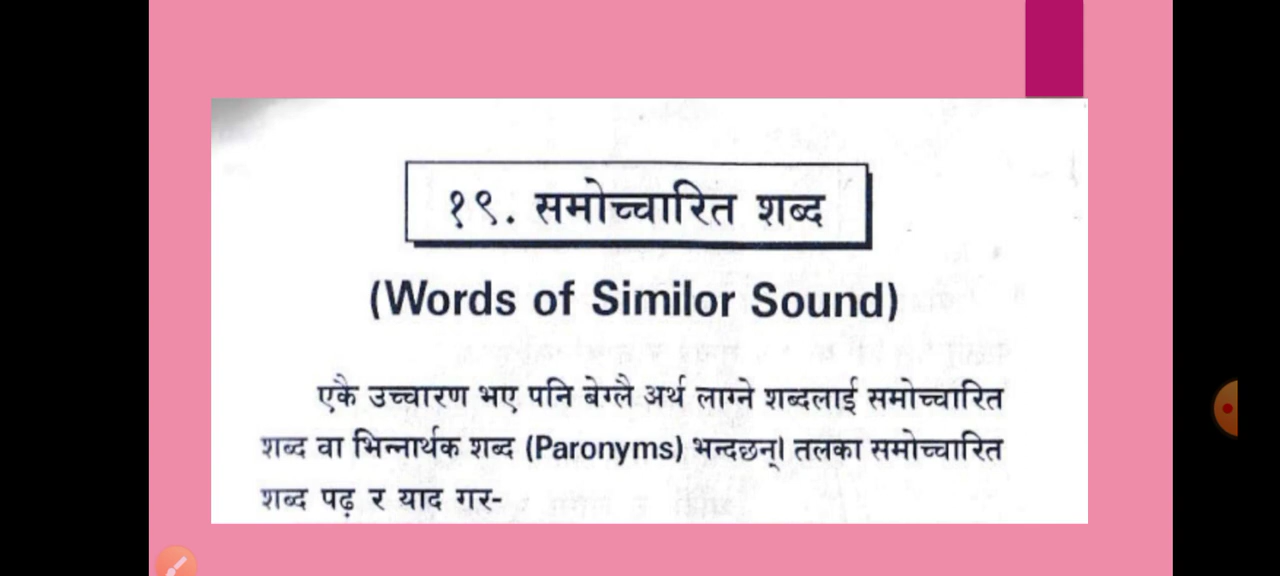 १९. समोच्चारित शब्द
(Words of Similor Sound)
एकै उच्चारण भए पनि बेग्लै अर्थ लाग्ने शब्दलाई समोच्चारित
शब्द वा भिन्नार्थक शब्द (Paronyms) भन्दछन्। तलका समोच्चारित
शब्द पढ़ र याद गर-